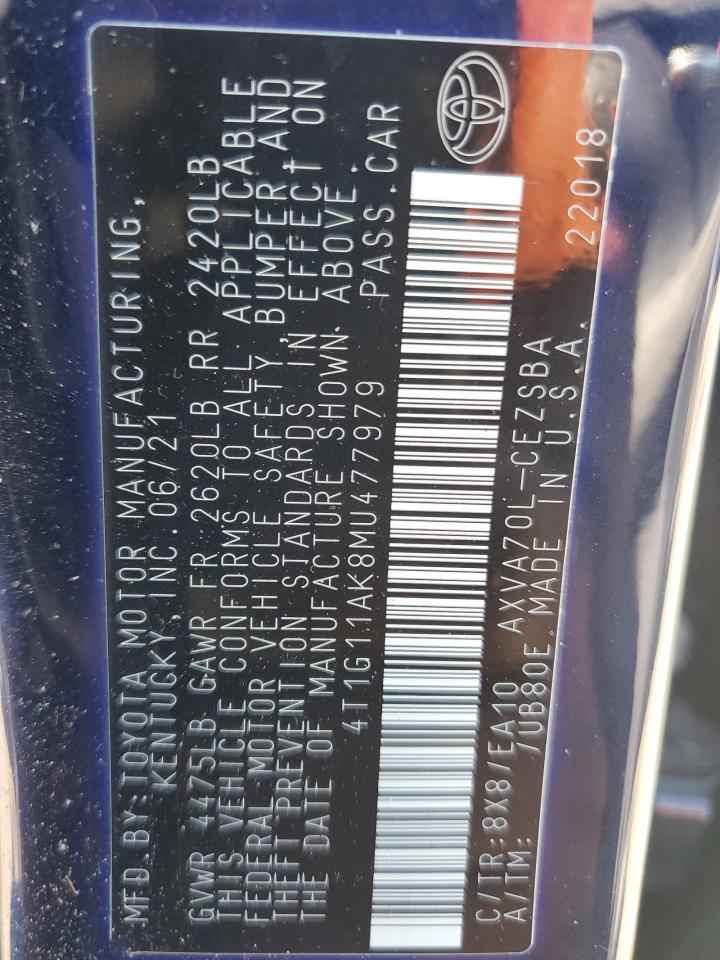 MFD. BY:TOYOTA MOTOR MANUFACTURING,
KENTUCKY, INC.06/21
GVWR 4475LB GAWR FR 2620LB RR 2420LB
THIS VEHICLE CONFORMS TO ALL APPLICABLE
FEDERAL MOTOR VEHICLE SAFETY, BUMPER AND
THEFT PREVENTION STANDARDS IN EFFECT ON
THE DATE OF MANUFACTURE SHOWN ABOVE.
4T1G11AK8MU477979 PASS.CAR
C/TR:8X8/EA10 AXVA70L-CEZSBA
A/TM: /UB80E MADE IN U.S.A. 22018